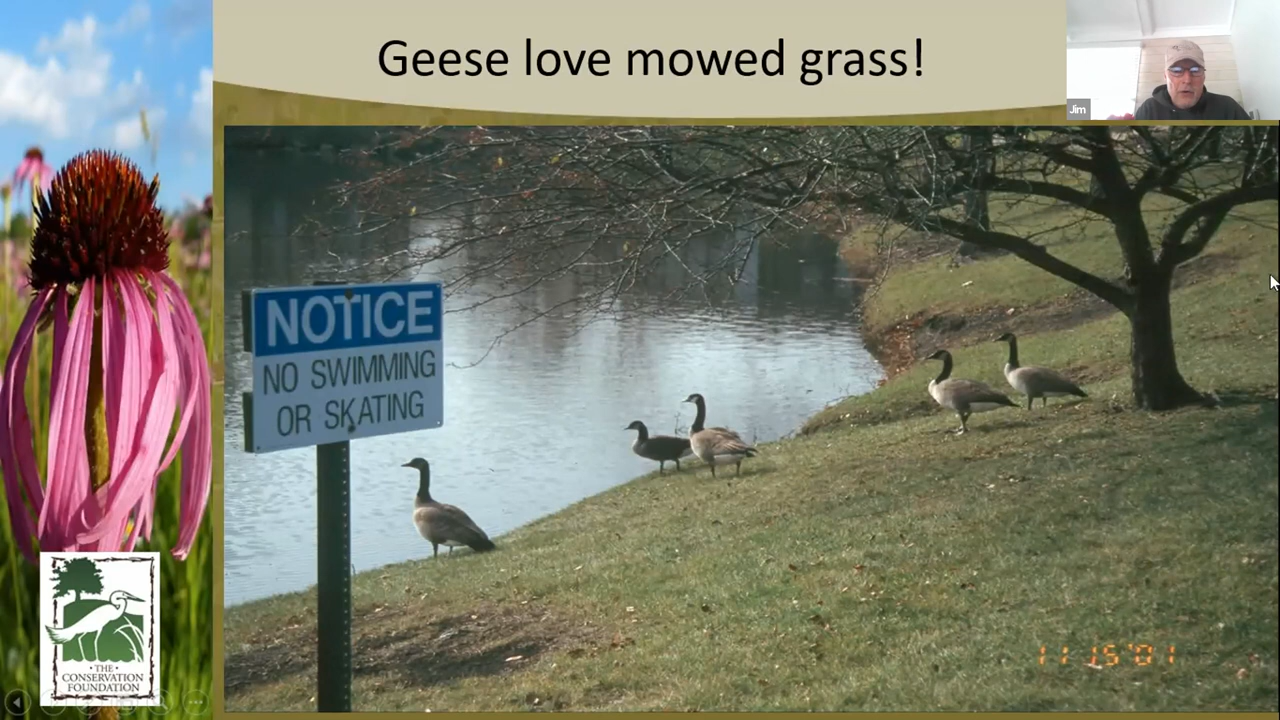 Geese love mowed grass!
Jim
NOTICE
NO SWIMMING
OR SKATING
11 15 '01
· THE ·
CONSERVATION
FOUNDATION